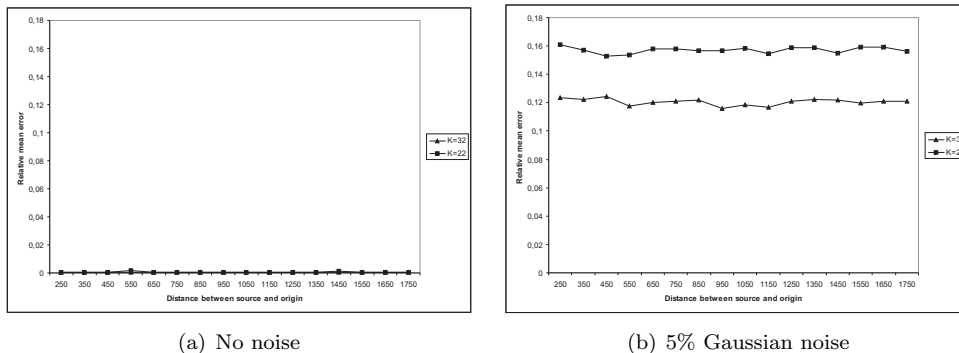 0,18
0,16
0,14
0,12
0,1
0,08
0,06
0,04
0,02
0
Relative mean error
250 350 450 550 650 750 850 950 1050 1150 1250 1350 1450 1550 1650 1750
Distance between source and origin
K=32
K=22
(a) No noise
0,18
0,16
0,14
0,12
0,1
0,08
0,06
0,04
0,02
0
Relative mean error
250 350 450 550 650 750 850 950 1050 1150 1250 1350 1450 1550 1650 1750
Distance between source and origin
K=3
K=2
(b) 5% Gaussian noise